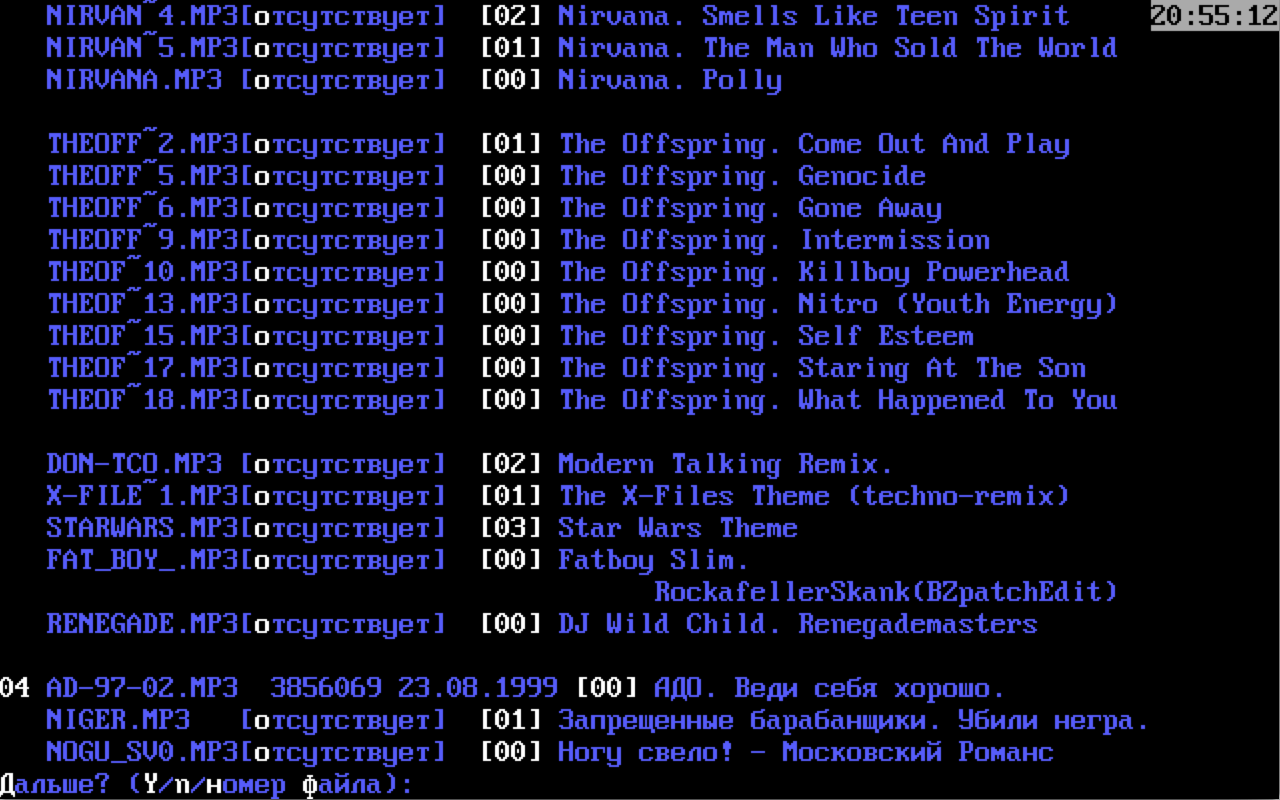 NIRVAN~4.MP3[отсутствует] [02] Nirvana. Smells Like Teen Spirit 20:55:12
NIRVAN~5.MP3[отсутствует] [01] Nirvana. The Man Who Sold The World
NIRVANA.MP3 [отсутствует] [00] Nirvana. Polly
THEOFF~2.MP3[отсутствует] [01] The Offspring. Come Out And Play
THEOFF~5.MP3[отсутствует] [00] The Offspring. Genocide
THEOFF~6.MP3[отсутствует] [00] The Offspring. Gone Away
THEOFF~9.MP3[отсутствует] [00] The Offspring. Intermission
THEOF~10.MP3[отсутствует] [00] The Offspring. Killboy Powerhead
THEOF~13.MP3[отсутствует] [00] The Offspring. Nitro (Youth Energy)
THEOF~15.MP3[отсутствует] [00] The Offspring. Self Esteem
THEOF~17.MP3[отсутствует] [00] The Offspring. Staring At The Son
THEOF~18.MP3[отсутствует] [00] The Offspring. What Happened To You
DON-TCO.MP3 [отсутствует] [02] Modern Talking Remix.
X-FILE~1.MP3[отсутствует] [01] The X-Files Theme (techno-remix)
STARWARS.MP3[отсутствует] [03] Star Wars Theme
FAT_BOY_.MP3[отсутствует] [00] Fatboy Slim.
RockafellerSkank(BZpatchEdit)
RENEGADE.MP3[отсутствует] [00] DJ Wild Child. Renegademasters
04 AD-97-02.MP3 3856069 23.08.1999 [00] АДО. Веди себя хорошо.
NIGER.MP3 [отсутствует] [01] Запрещенные барабанщики. Убили негра.
NOGU_SV0.MP3[отсутствует] [00] Ногу свело! - Московский Романс
Дальше? (Y/n/номер файла):